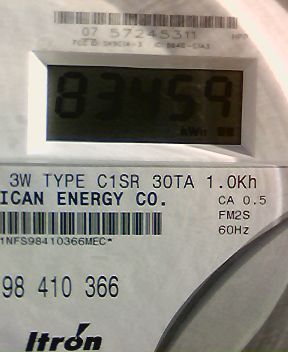 07 57245311
83459
kWh
3W TYPE C1SR 30TA 1.0Kh
ICAN ENERGY CO.
CA 0.5
FM2S
60Hz
1NFS98410366MEC*
98 410 366
Itrón